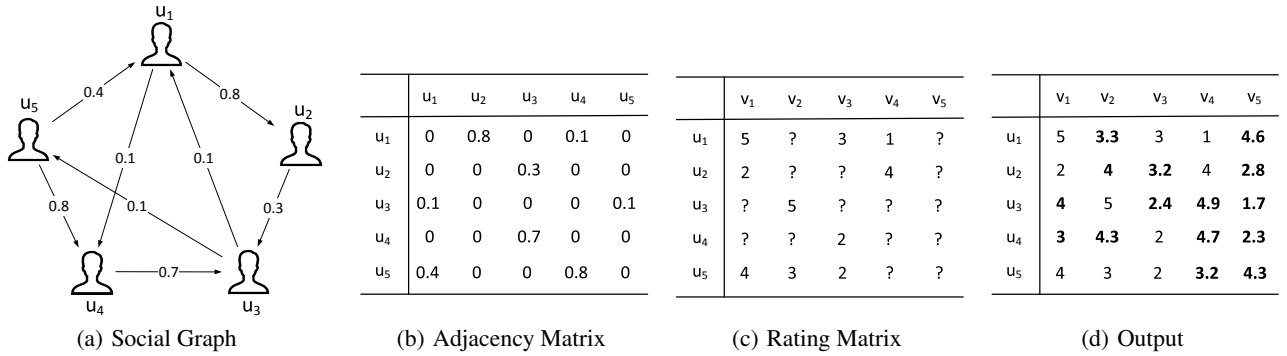 u1
0.4
0.8
u5
u2
0.1
0.1
0.8
0.1
0.3
0.7
u4
u3
(a) Social Graph
u1 u2 u3 u4 u5
u1 0 0.8 0 0.1 0
u2 0 0 0.3 0 0
u3 0.1 0 0 0 0.1
u4 0 0 0.7 0 0
u5 0.4 0 0 0.8 0
(b) Adjacency Matrix
v1 v2 v3 v4 v5
u1 5 ? 3 1 ?
u2 2 ? ? 4 ?
u3 ? 5 ? ? ?
u4 ? ? 2 ? ?
u5 4 3 2 ? ?
(c) Rating Matrix
v1 v2 v3 v4 v5
u1 5 3.3 3 1 4.6
u2 2 4 3.2 4 2.8
u3 4 5 2.4 4.9 1.7
u4 3 4.3 2 4.7 2.3
u5 4 3 2 3.2 4.3
(d) Output